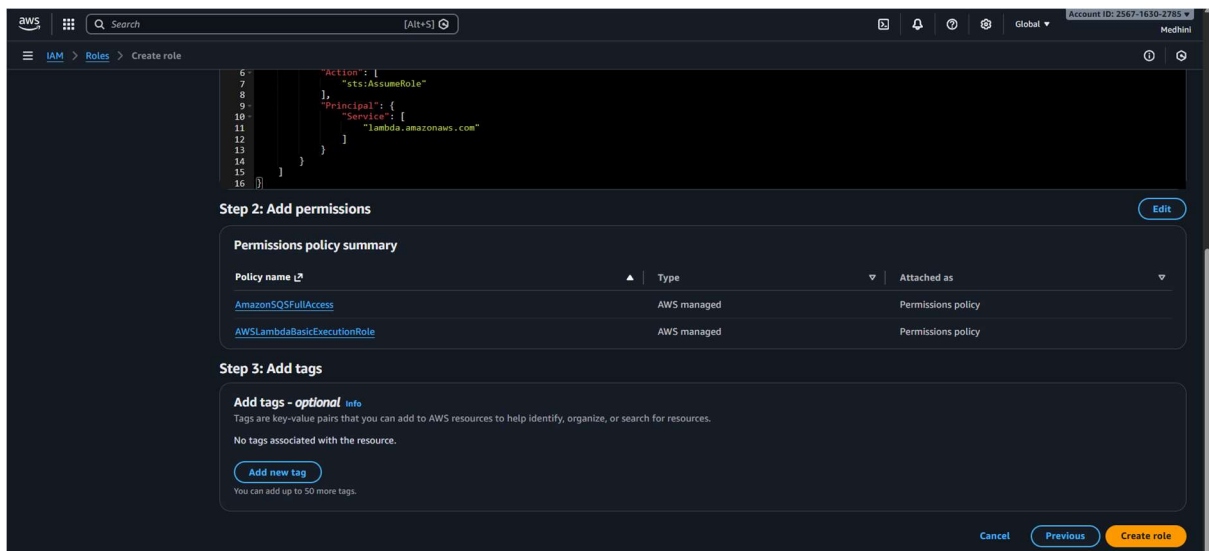 aws
Search [Alt+S] Global ▼ Account ID: 2567-1630-2785 ▼
Medhini
IAM > Roles > Create role
6 "Action": [
7 "sts:AssumeRole"
8 ],
9 "Principal": {
10 "Service": [
11 "lambda.amazonaws.com"
12 ]
13 }
14 }
15 ]
16 }
Step 2: Add permissions Edit
Permissions policy summary
Policy name Type Attached as
AmazonSQSFullAccess AWS managed Permissions policy
AWSLambdaBasicExecutionRole AWS managed Permissions policy
Step 3: Add tags
Add tags - optional Info
Tags are key-value pairs that you can add to AWS resources to help identify, organize, or search for resources.
No tags associated with the resource.
Add new tag
You can add up to 50 more tags.
Cancel Previous Create role